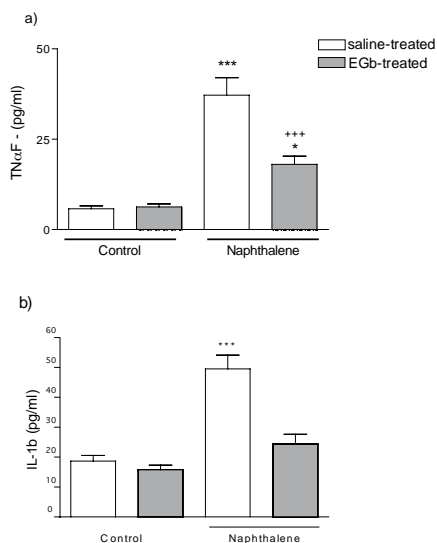 a)
saline-treated
EGb-treated
TNαF - (pg/ml)
50
25
0
***
+++
*
Control
Naphthalene
b)
IL-1b (pg/ml)
60
50
40
30
20
10
0
***
Control
Naphthalene